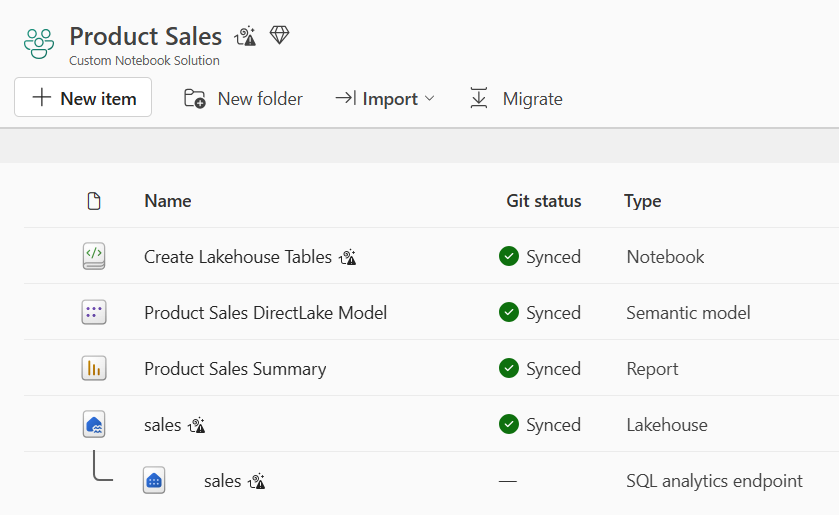 Product Sales
Custom Notebook Solution
New item
New folder
Import
Migrate
Name Git status Type
Create Lakehouse Tables Synced Notebook
Product Sales DirectLake Model Synced Semantic model
Product Sales Summary Synced Report
sales Synced Lakehouse
sales — SQL analytics endpoint